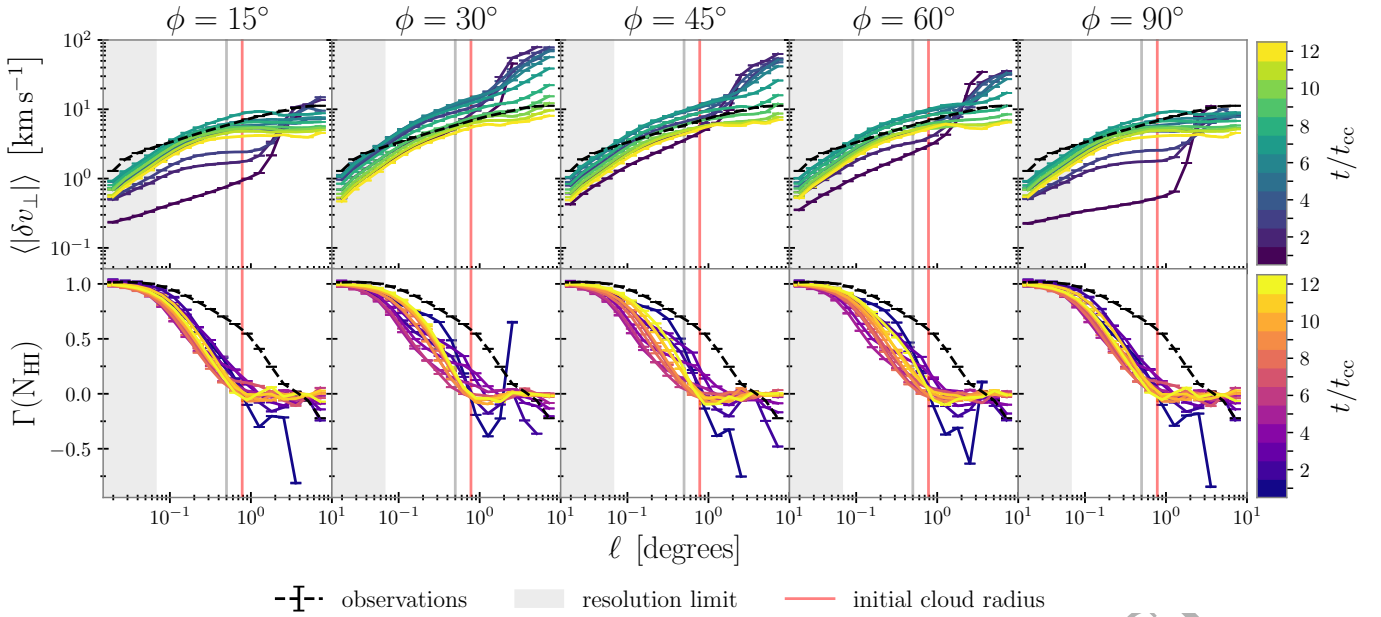 ϕ = 15° ϕ = 30° ϕ = 45° ϕ = 60° ϕ = 90°
10² 12
10¹ 10
8
10⁰ 6
4
10⁻¹ 2
⟨|δv⊥|⟩ [km s⁻¹] t/t_cc
1.0 12
0.5 10
8
0.0 6
4
−0.5 2
Γ(N_HI) t/t_cc
10⁻¹ 10⁰ 10¹ 10⁻¹ 10⁰ 10¹ 10⁻¹ 10⁰ 10¹ 10⁻¹ 10⁰ 10¹ 10⁻¹ 10⁰ 10¹
ℓ [degrees]
observations resolution limit initial cloud radius